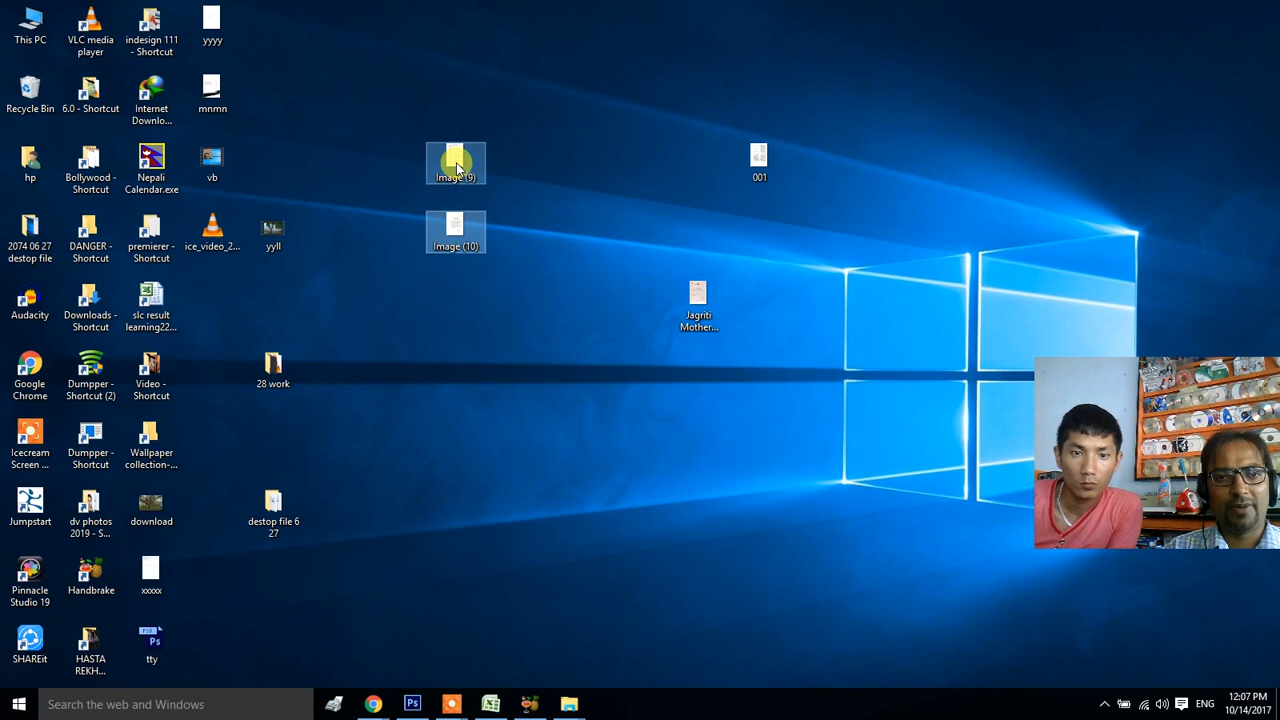 This PC
VLC media
player
indesign 111
- Shortcut
yyyy
Recycle Bin
6.0 - Shortcut
Internet
Downlo...
mnmn
hp
Bollywood -
Shortcut
Nepali
Calendar.exe
vb
Image (9)
001
2074 06 27
destop file
DANGER -
Shortcut
premierer -
Shortcut
ice_video_2...
yyll
Image (10)
Audacity
Downloads -
Shortcut
slc result
learning22...
Jagriti
Mother...
Google
Chrome
Dumpper -
Shortcut (2)
Video -
Shortcut
28 work
Icecream
Screen ...
Dumpper -
Shortcut
Wallpaper
collection-...
Jumpstart
dv photos
2019 - S...
download
destop file 6
27
Pinnacle
Studio 19
Handbrake
xxxxx
SHAREit
HASTA
REKH...
PSD
Ps
tty
Search the web and Windows
Ps
ENG
12:07 PM
10/14/2017